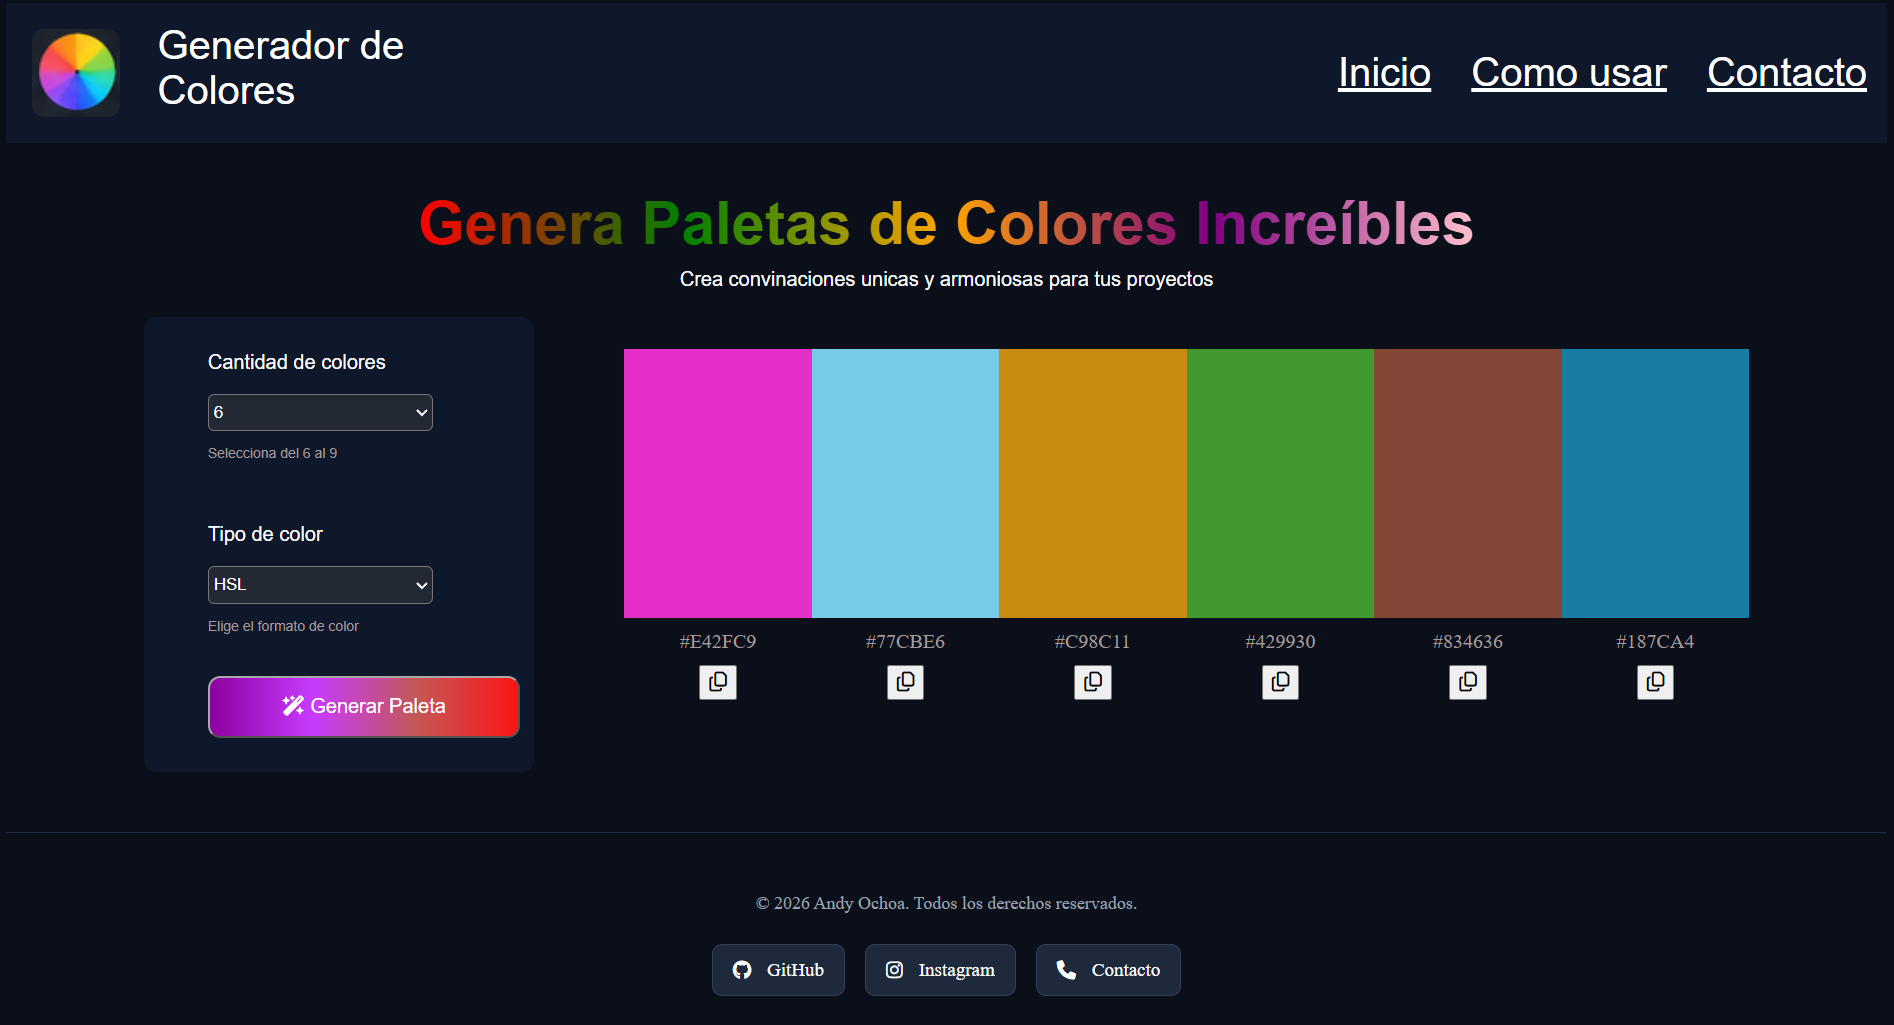 Generador de
Colores
Inicio Como usar Contacto
Genera Paletas de Colores Increíbles
Crea convinaciones unicas y armoniosas para tus proyectos
Cantidad de colores
6
Selecciona del 6 al 9
Tipo de color
HSL
Elige el formato de color
Generar Paleta
#E42FC9 #77CBE6 #C98C11 #429930 #834636 #187CA4
© 2026 Andy Ochoa. Todos los derechos reservados.
GitHub Instagram Contacto